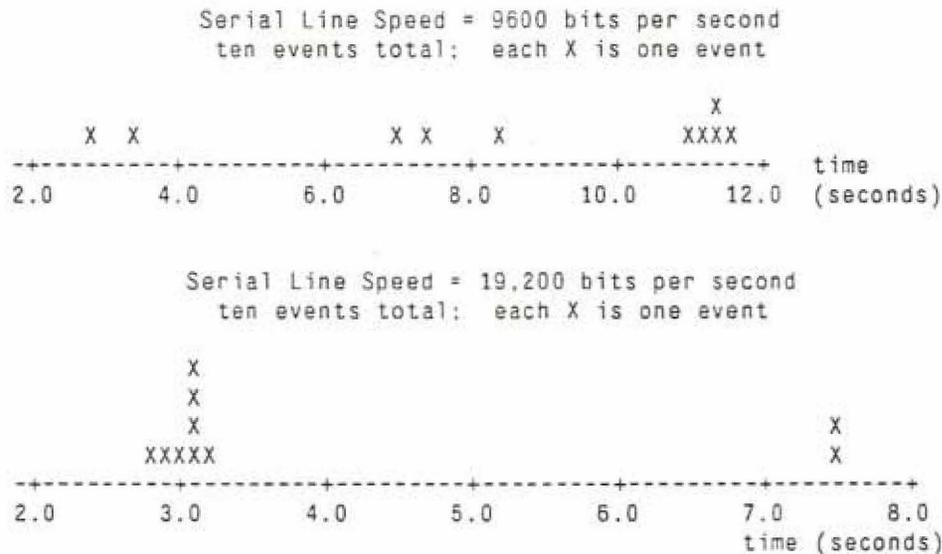 Serial Line Speed = 9600 bits per second
ten events total: each X is one event
X
X X X X X XXXX
-+---------+---------+---------+---------+---------+ time
2.0 4.0 6.0 8.0 10.0 12.0 (seconds)
Serial Line Speed = 19,200 bits per second
ten events total: each X is one event
X
X
X X
XXXXX X
-+---------+---------+---------+---------+---------+---------+
2.0 3.0 4.0 5.0 6.0 7.0 8.0
time (seconds)